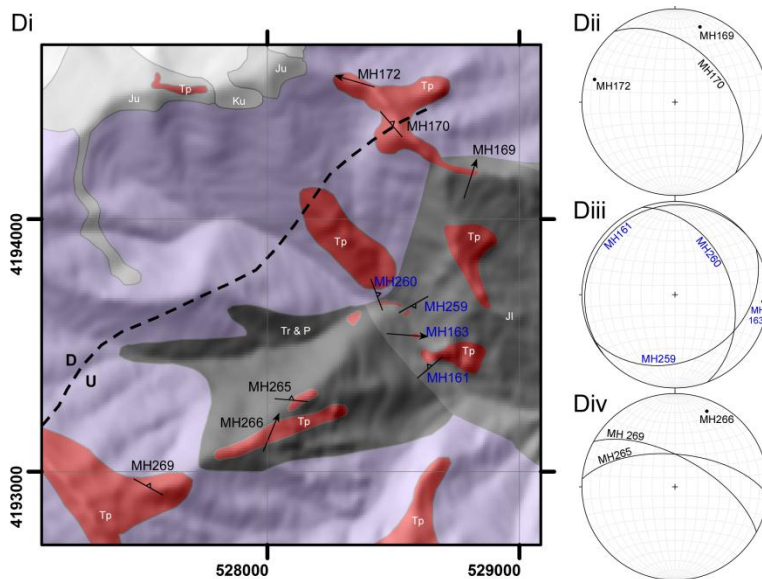 Di
Dii
MH169
MH172
MH170
Ju
Tp
Ju
Ku
MH172
Tp
MH170
MH169
4194000
Tp
Tp
MH260
MH259
Jl
MH163
Tr & P
D
U
Tp
MH161
MH265
MH266
Tp
MH269
Tp
Tp
4193000
528000
529000
Diii
MH161
MH260
MH
163
MH259
Div
MH266
MH 269
MH265